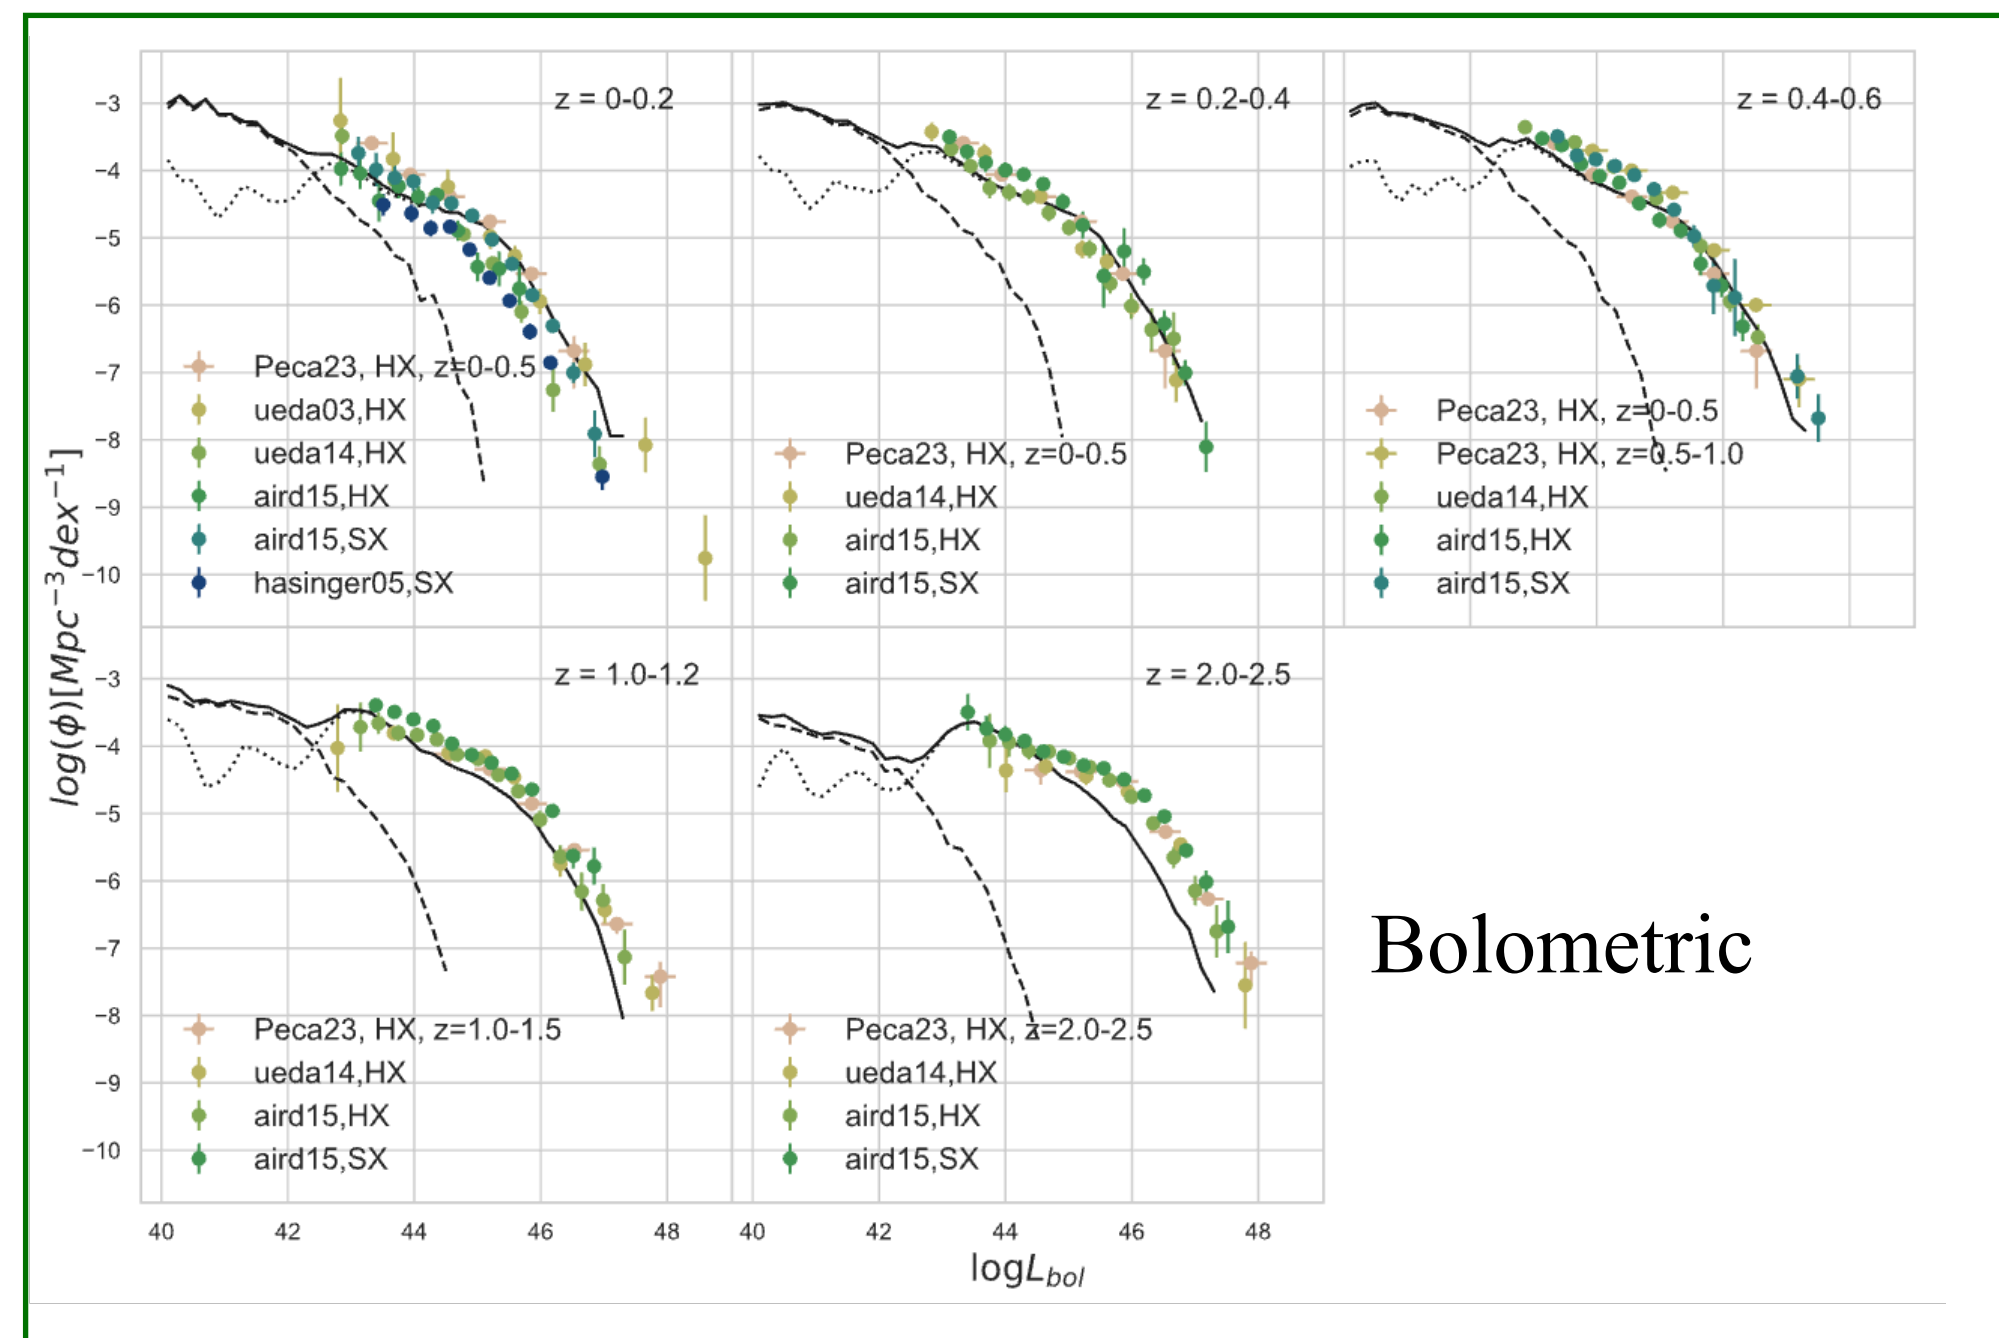 z = 0-0.2
−3
−4
−5
−6
−7
−8
−9
−10
Peca23, HX, z=0-0.5
ueda03,HX
ueda14,HX
aird15,HX
aird15,SX
hasinger05,SX
z = 0.2-0.4
Peca23, HX, z=0-0.5
ueda14,HX
aird15,HX
aird15,SX
z = 0.4-0.6
Peca23, HX, z=0-0.5
Peca23, HX, z=0.5-1.0
ueda14,HX
aird15,HX
aird15,SX
log(ϕ)[Mpc⁻³dex⁻¹]
z = 1.0-1.2
−3
−4
−5
−6
−7
−8
−9
−10
Peca23, HX, z=1.0-1.5
ueda14,HX
aird15,HX
aird15,SX
40 42 44 46 48
z = 2.0-2.5
Peca23, HX, z=2.0-2.5
ueda14,HX
aird15,HX
aird15,SX
40 42 44 46 48
logL_bol
Bolometric